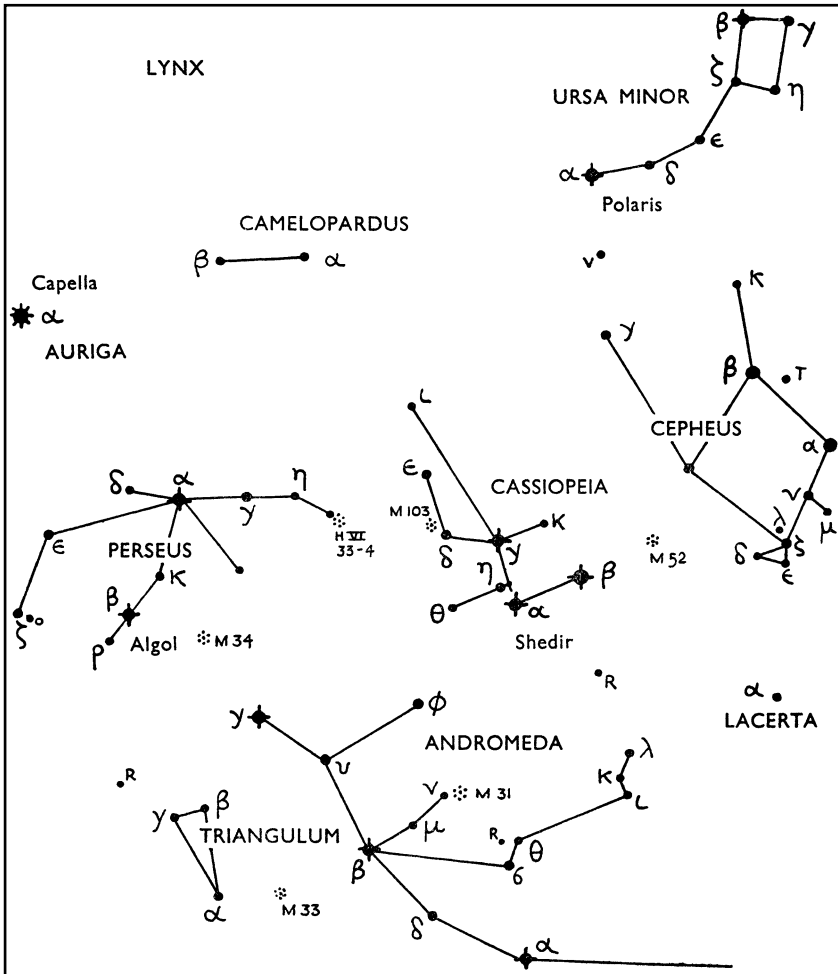 β γ
LYNX
ζ
η
URSA MINOR
ε
α δ
Polaris
CAMELOPARDUS
β α
ν
κ
Capella
α
γ
AURIGA
β T
ι
CEPHEUS
α
ε
CASSIOPEIA
δ α γ η
M 103
κ
ν
μ
λ
ε
PERSEUS
H VI
33-4
δ γ
M 52
ζ
δ
ε
κ
η
β
β
θ α
ζ ο
ρ Algol M 34
Shedir
R
α
LACERTA
γ φ
ANDROMEDA
υ
λ
R
κ
ν M 31
ι
γ β
TRIANGULUM
μ
R θ
β
6
α
M 33
δ
α